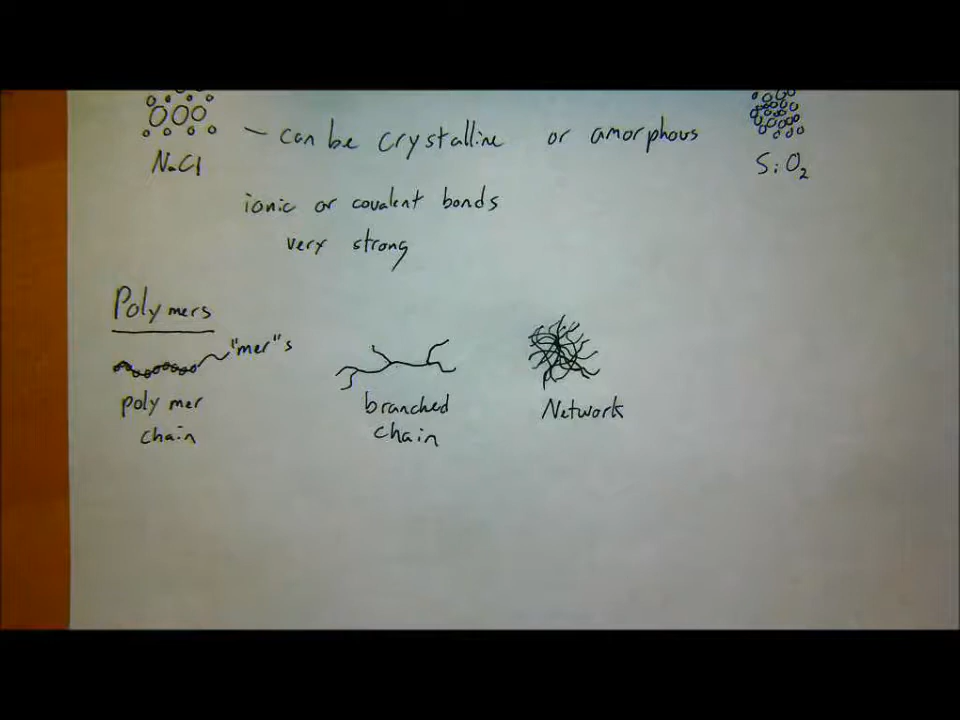 – can be crystalline or amorphous
NaCl
SiO2
ionic or covalent bonds
very strong
Polymers
"mer"s
polymer
chain
branched
chain
Network